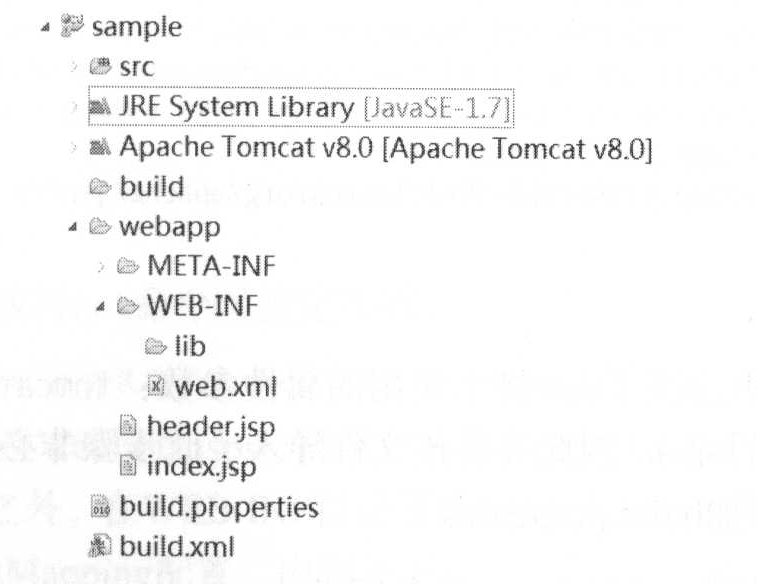 sample
src
JRE System Library [JavaSE-1.7]
Apache Tomcat v8.0 [Apache Tomcat v8.0]
build
webapp
META-INF
WEB-INF
lib
web.xml
header.jsp
index.jsp
build.properties
build.xml